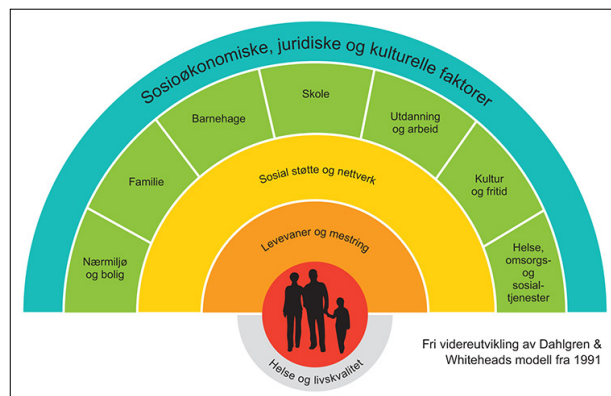 Sosioøkonomiske, juridiske og kulturelle faktorer
Nærmiljø
og bolig
Familie
Barnehage
Skole
Utdanning
og arbeid
Kultur
og fritid
Helse,
omsorgs-
og
sosial-
tjenester
Sosial støtte og nettverk
Levevaner og mestring
Helse og livskvalitet
Fri videreutvikling av Dahlgren &
Whiteheads modell fra 1991